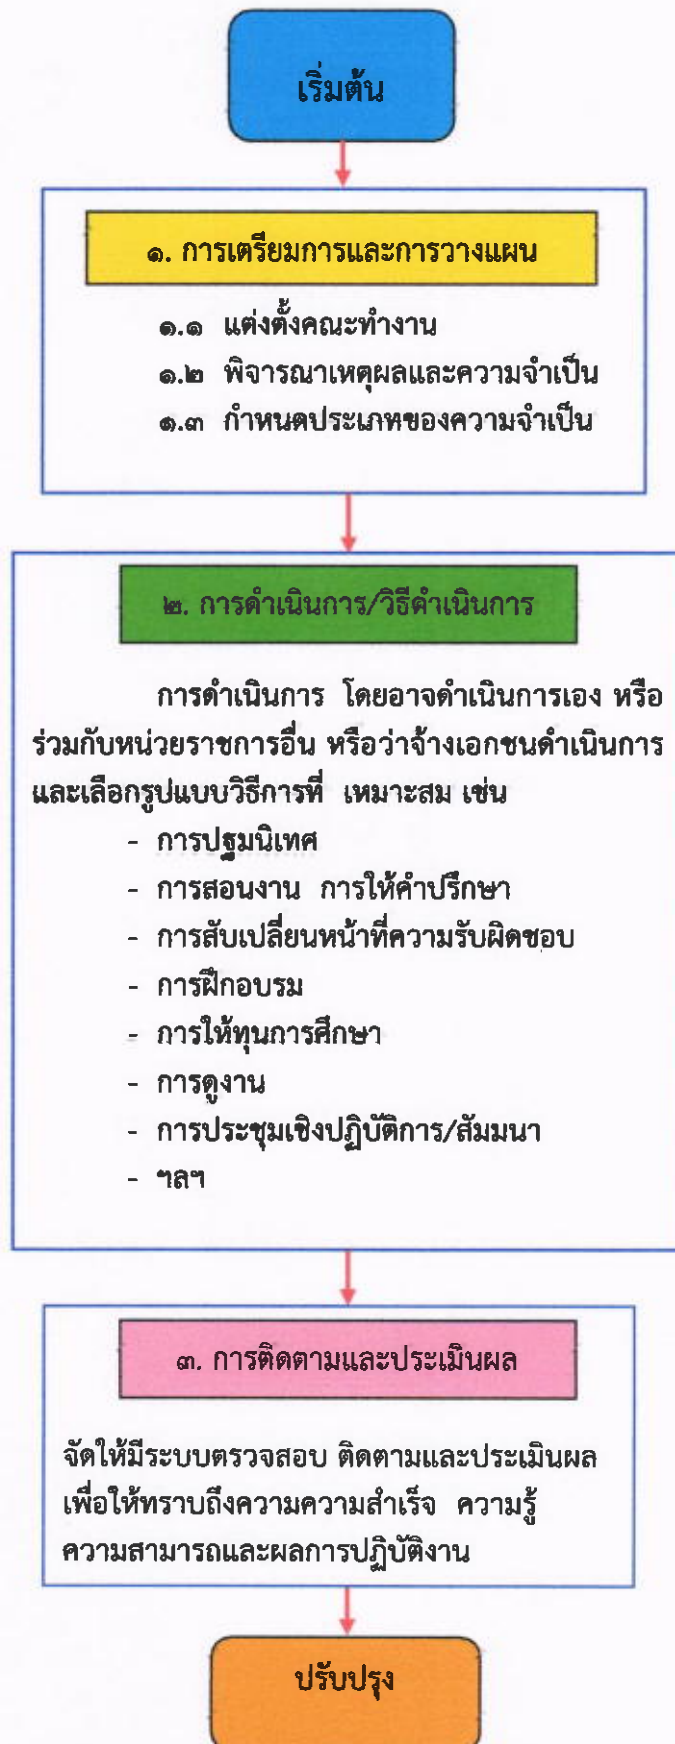 เริ่มต้น
๑. การเตรียมการและการวางแผน
๑.๑ แต่งตั้งคณะทำงาน
๑.๒ พิจารณาเหตุผลและความจำเป็น
๑.๓ กำหนดประเภทของความจำเป็น
๒. การดำเนินการ/วิธีดำเนินการ
การดำเนินการ โดยอาจดำเนินการเอง หรือ
ร่วมกับหน่วยราชการอื่น หรือว่าจ้างเอกชนดำเนินการ
และเลือกรูปแบบวิธีการที่ เหมาะสม เช่น
- การปฐมนิเทศ
- การสอนงาน การให้คำปรึกษา
- การสับเปลี่ยนหน้าที่ความรับผิดชอบ
- การฝึกอบรม
- การให้ทุนการศึกษา
- การดูงาน
- การประชุมเชิงปฏิบัติการ/สัมมนา
- ฯลฯ
๓. การติดตามและประเมินผล
จัดให้มีระบบตรวจสอบ ติดตามและประเมินผล
เพื่อให้ทราบถึงความความสำเร็จ ความรู้
ความสามารถและผลการปฏิบัติงาน
ปรับปรุง